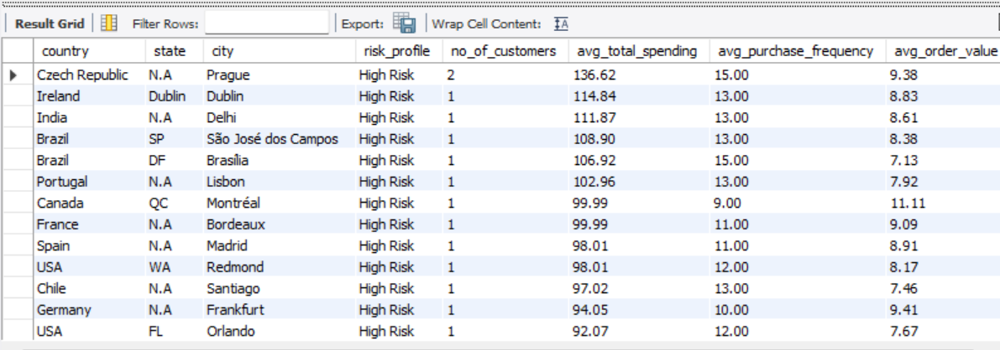 Result Grid Filter Rows: Export: Wrap Cell Content: IA
country state city risk_profile no_of_customers avg_total_spending avg_purchase_frequency avg_order_value
Czech Republic N.A Prague High Risk 2 136.62 15.00 9.38
Ireland Dublin Dublin High Risk 1 114.84 13.00 8.83
India N.A Delhi High Risk 1 111.87 13.00 8.61
Brazil SP São José dos Campos High Risk 1 108.90 13.00 8.38
Brazil DF Brasília High Risk 1 106.92 15.00 7.13
Portugal N.A Lisbon High Risk 1 102.96 13.00 7.92
Canada QC Montréal High Risk 1 99.99 9.00 11.11
France N.A Bordeaux High Risk 1 99.99 11.00 9.09
Spain N.A Madrid High Risk 1 98.01 11.00 8.91
USA WA Redmond High Risk 1 98.01 12.00 8.17
Chile N.A Santiago High Risk 1 97.02 13.00 7.46
Germany N.A Frankfurt High Risk 1 94.05 10.00 9.41
USA FL Orlando High Risk 1 92.07 12.00 7.67